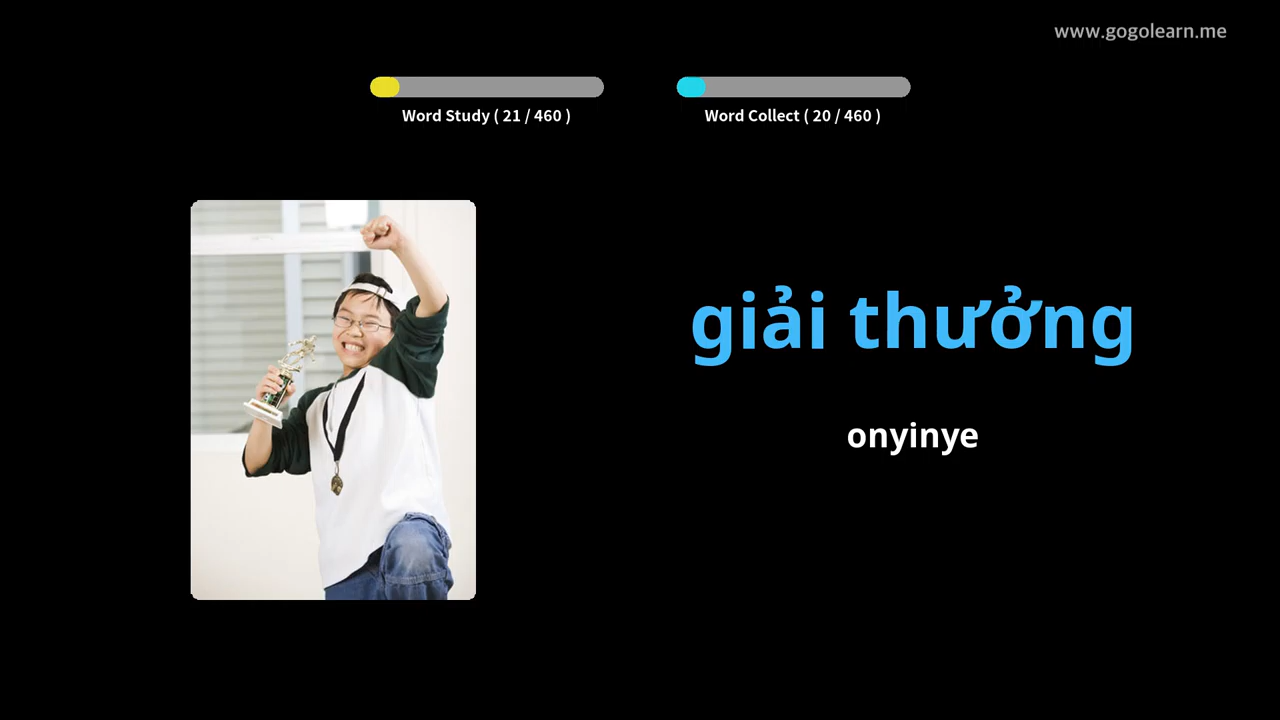 www.gogolearn.me
Word Study ( 21 / 460 )
Word Collect ( 20 / 460 )
giải thưởng
onyinye